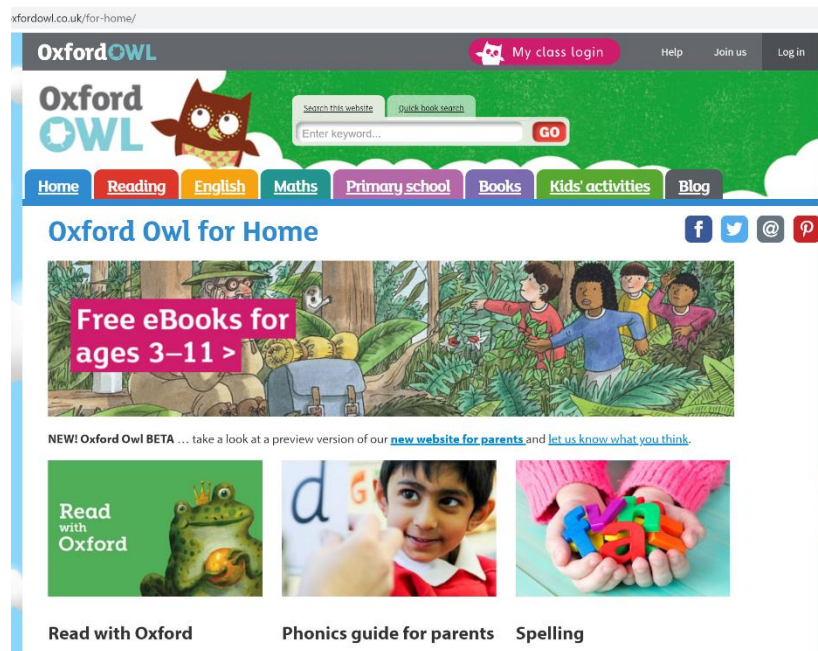 xfordowl.co.uk/for-home/
OxfordOWL
My class login
Help
Join us
Log in
Oxford
OWL
Search this website
Quick book search
Enter keyword...
GO
Home
Reading
English
Maths
Primary school
Books
Kids' activities
Blog
Oxford Owl for Home
Free eBooks for
ages 3–11 >
NEW! Oxford Owl BETA … take a look at a preview version of our new website for parents and let us know what you think.
Read
with
Oxford
d
Read with Oxford
Phonics guide for parents
Spelling